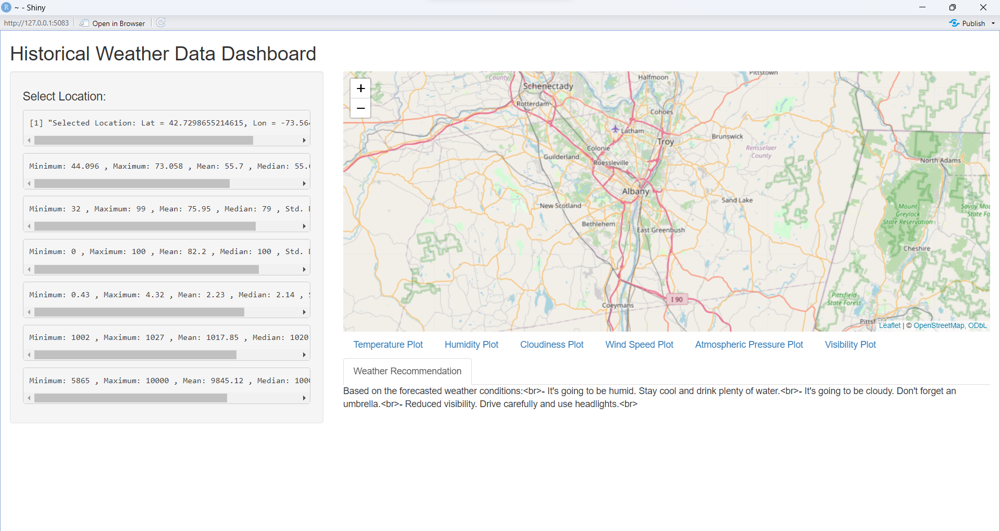 R ~ - Shiny
http://127.0.0.1:5083 Open in Browser Publish
Historical Weather Data Dashboard
Select Location:
[1] "Selected Location: Lat = 42.7298655214615, Lon = -73.564
Minimum: 44.096 , Maximum: 73.058 , Mean: 55.7 , Median: 55.
Minimum: 32 , Maximum: 99 , Mean: 75.95 , Median: 79 , Std.
Minimum: 0 , Maximum: 100 , Mean: 82.2 , Median: 100 , Std.
Minimum: 0.43 , Maximum: 4.32 , Mean: 2.23 , Median: 2.14 ,
Minimum: 1002 , Maximum: 1027 , Mean: 1017.85 , Median: 1020
Minimum: 5865 , Maximum: 10000 , Mean: 9845.12 , Median: 100
+
−
County
Schenectady
Halfmoon
Pittstown
Rotterdam
Cohoes
Latham
Troy
Brunswick
Colonie
Rensselaer
County
Guilderland
Roessleville
North Adams
Albany
Sand Lake
New Scotland
Mount
Greylock
State Reservation
Savoy Mou
State Fo
Bethlehem
East Greenbush
Cheshire
Pittsfield
State Forest
I 90
Coeymans
Pittsf
Leaflet | © OpenStreetMap, ODbL
Temperature Plot Humidity Plot Cloudiness Plot Wind Speed Plot Atmospheric Pressure Plot Visibility Plot
Weather Recommendation
Based on the forecasted weather conditions:<br>- It's going to be humid. Stay cool and drink plenty of water.<br>- It's going to be cloudy. Don't forget an
umbrella.<br>- Reduced visibility. Drive carefully and use headlights.<br>